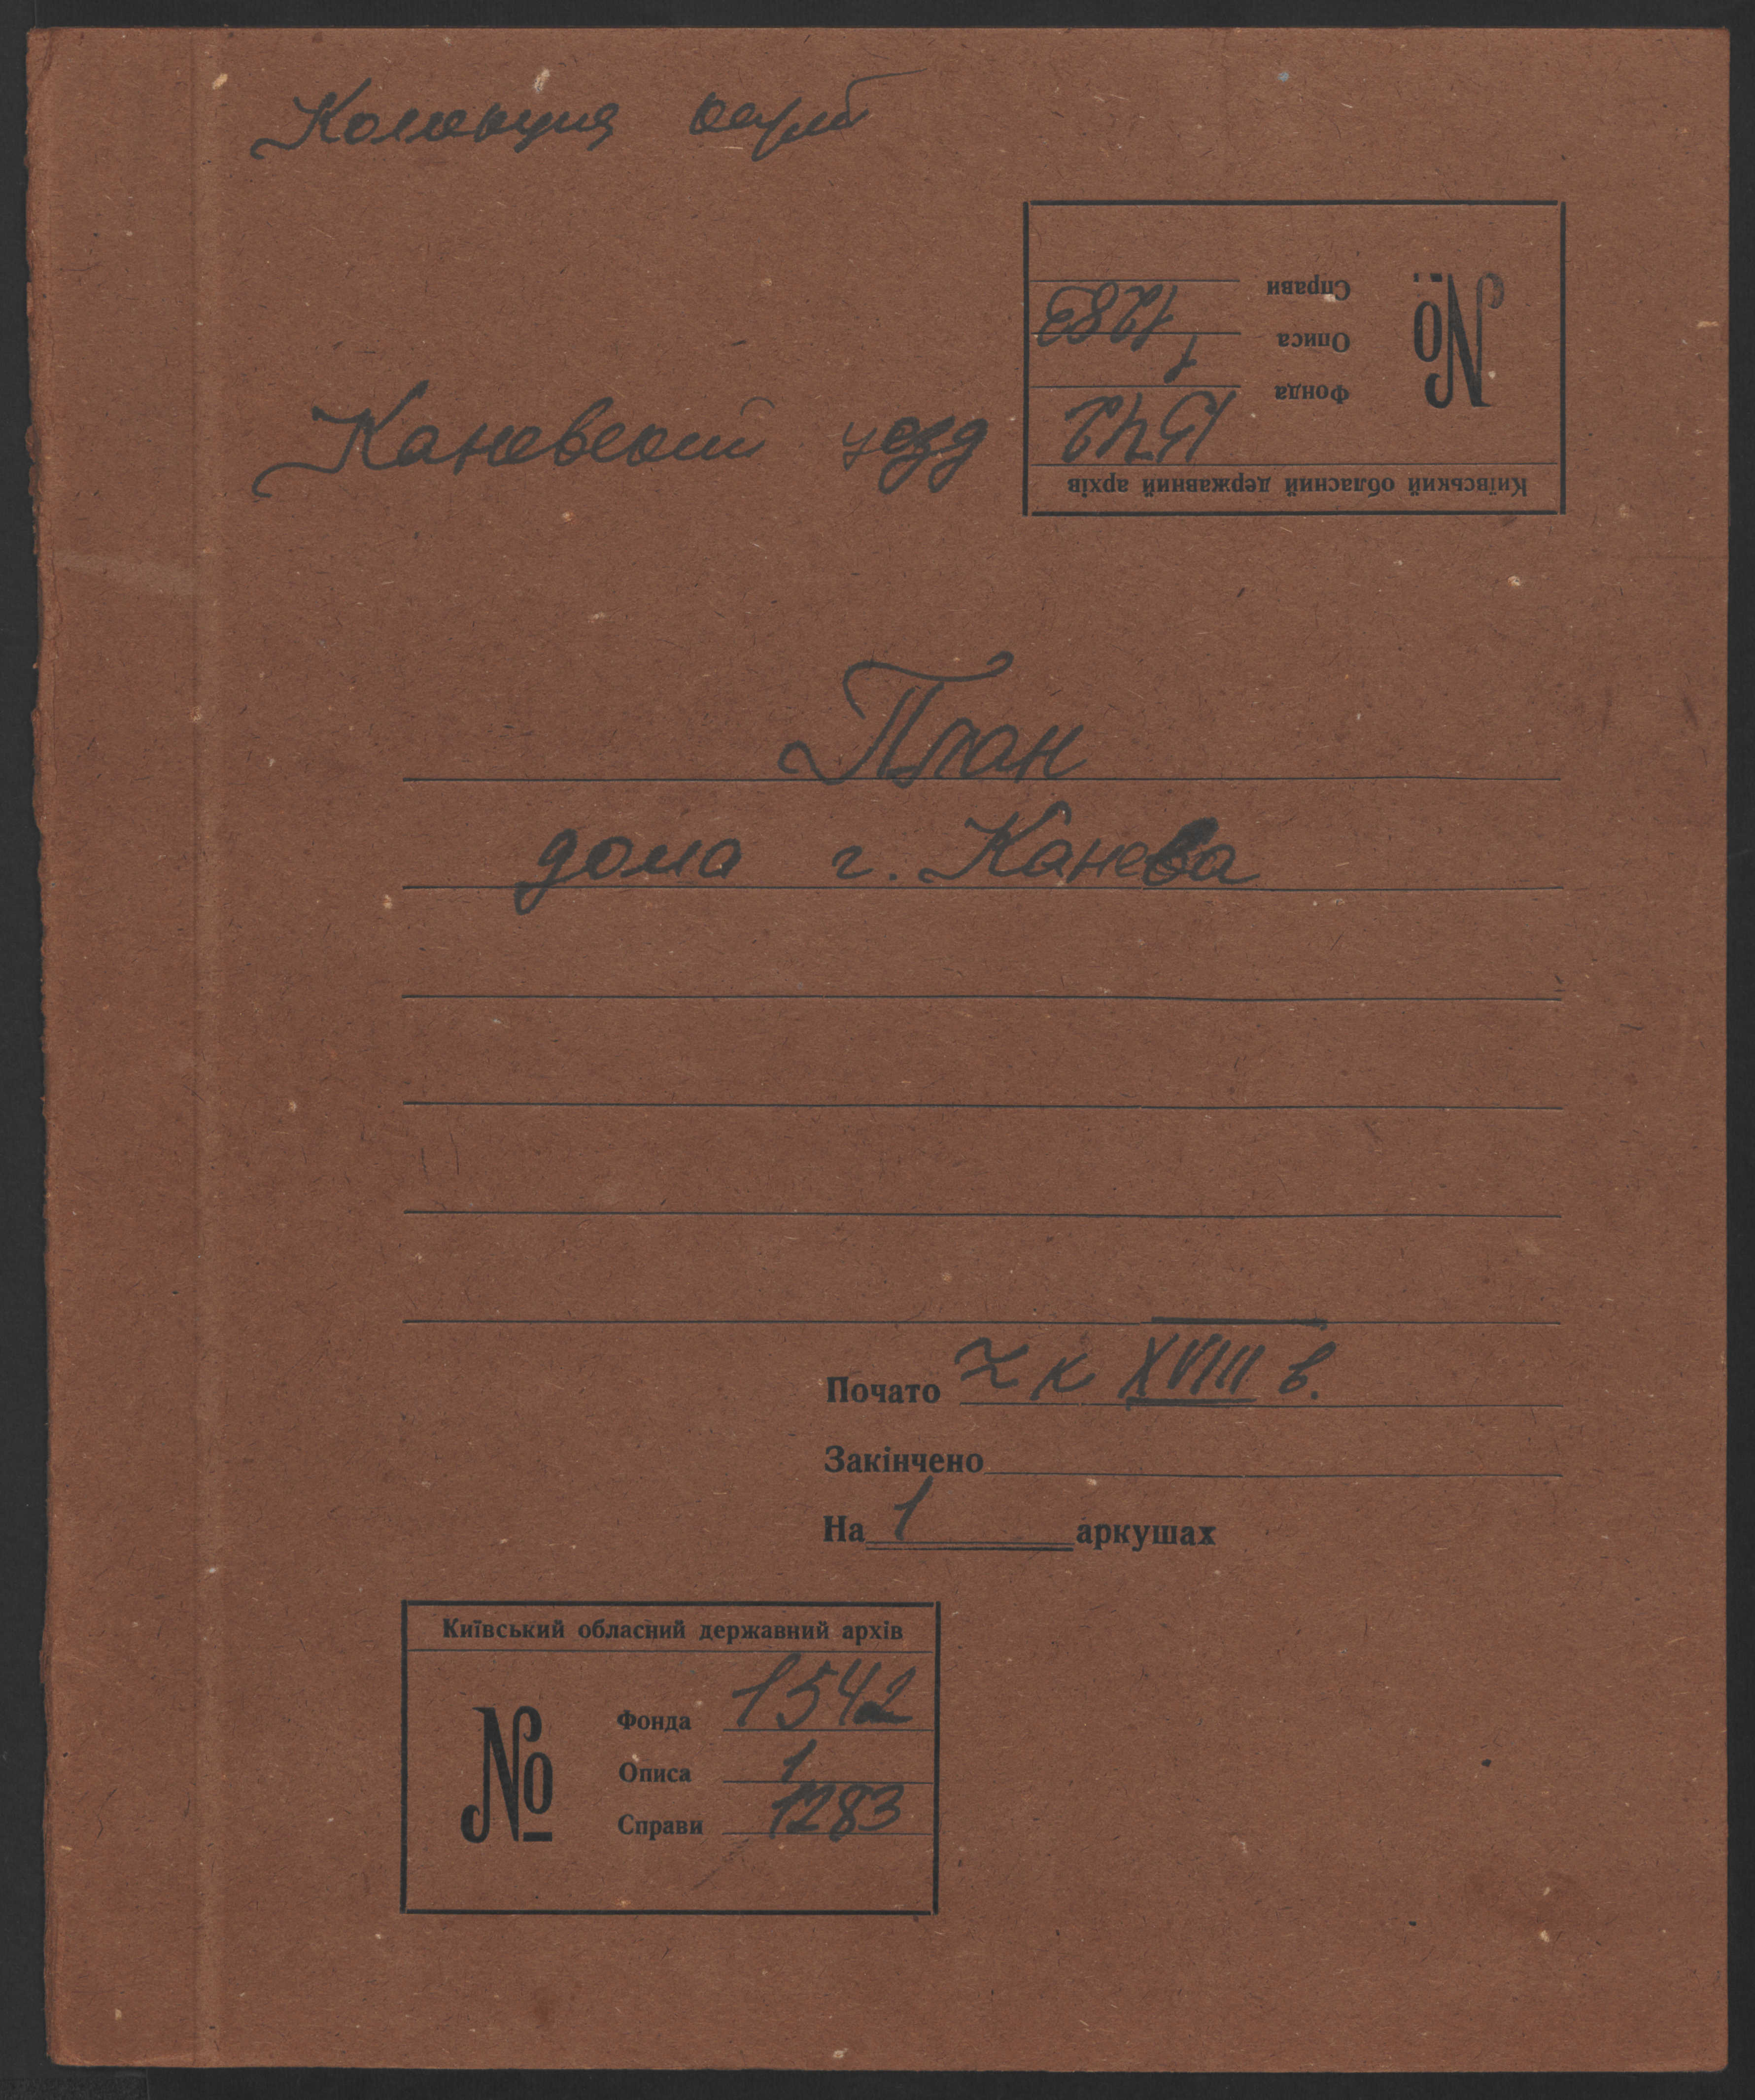 Колекция карт
Каневский уезд
Київський обласний державний архів
№
Фонда 1542
Описа 1
Справи 1283
План
дома г. Канева
Почато к XVIII в.
Закінчено
На 1 аркушах
Київський обласний державний архів
№
Фонда 1542
Описа 1
Справи 1283